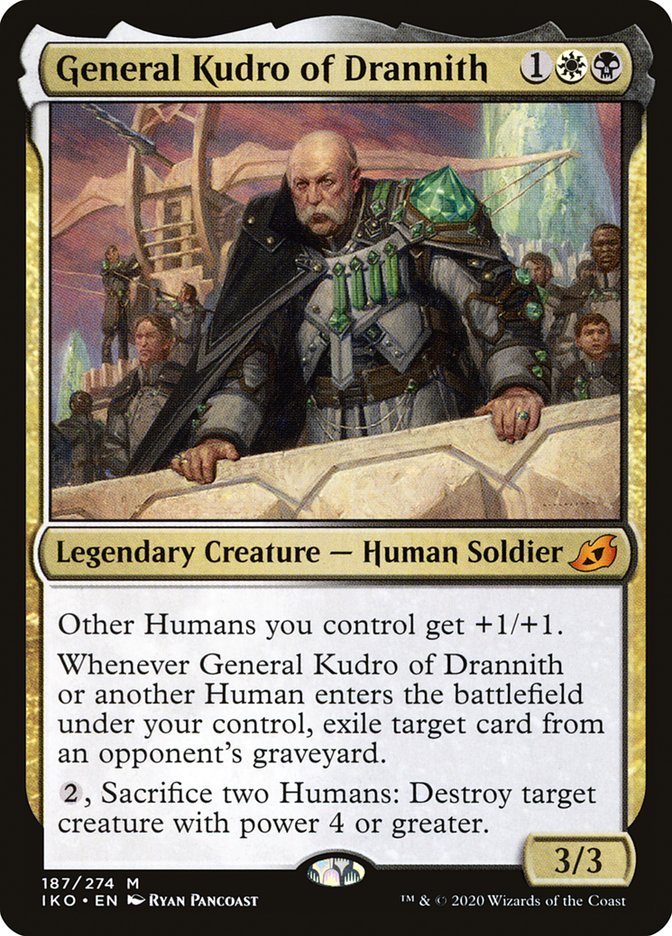 General Kudro of Drannith 1
Legendary Creature — Human Soldier
Other Humans you control get +1/+1.
Whenever General Kudro of Drannith
or another Human enters the battlefield
under your control, exile target card from
an opponent's graveyard.
2, Sacrifice two Humans: Destroy target
creature with power 4 or greater.
3/3
187/274 M
IKO • EN Ryan Pancoast
™ & © 2020 Wizards of the Coast